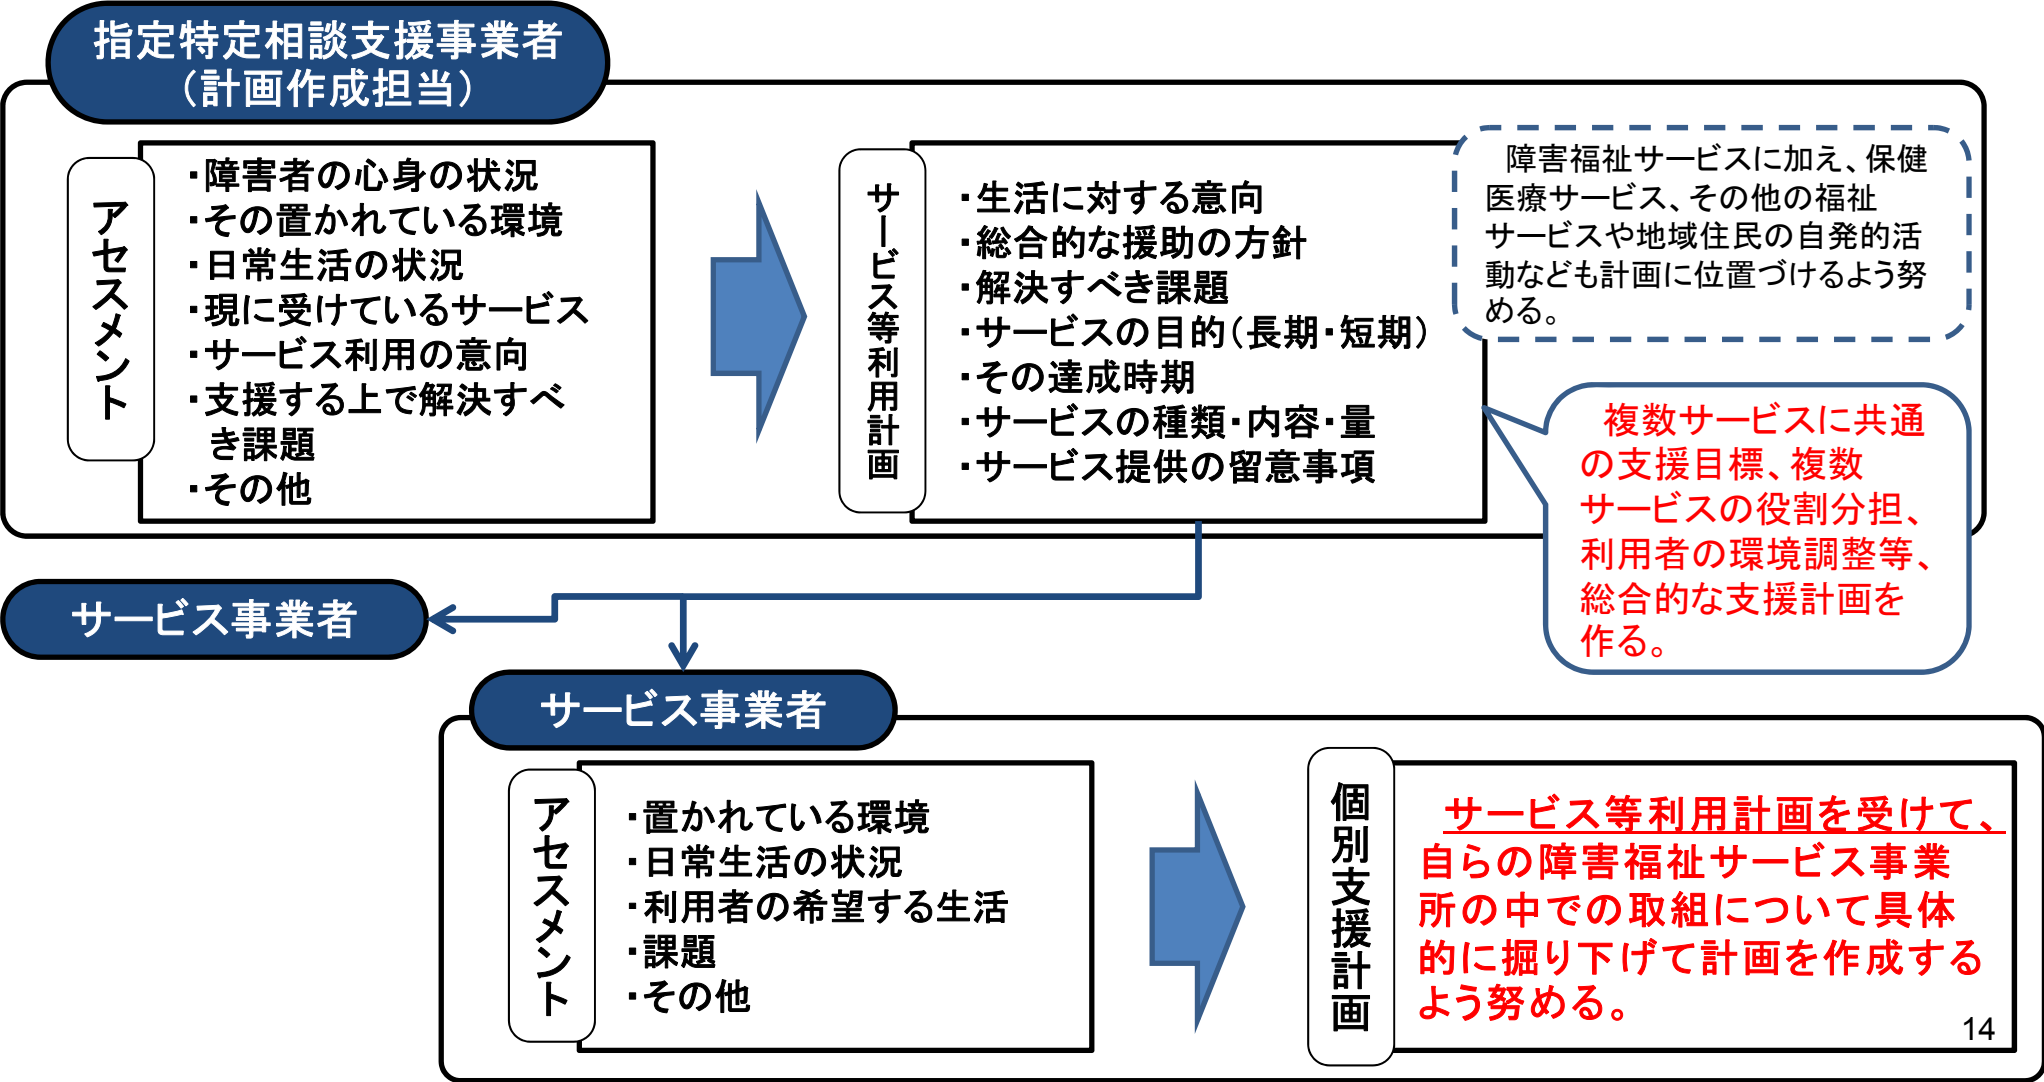 指定特定相談支援事業者
（計画作成担当）
アセスメント
・障害者の心身の状況
・その置かれている環境
・日常生活の状況
・現に受けているサービス
・サービス利用の意向
・支援する上で解決すべ
き課題
・その他
サービス等利用計画
・生活に対する意向
・総合的な援助の方針
・解決すべき課題
・サービスの目的（長期・短期）
・その達成時期
・サービスの種類・内容・量
・サービス提供の留意事項
障害福祉サービスに加え、保健
医療サービス、その他の福祉
サービスや地域住民の自発的活
動なども計画に位置づけるよう努
める。
複数サービスに共通
の支援目標、複数
サービスの役割分担、
利用者の環境調整等、
総合的な支援計画を
作る。
サービス事業者
サービス事業者
アセスメント
・置かれている環境
・日常生活の状況
・利用者の希望する生活
・課題
・その他
個別支援計画
サービス等利用計画を受けて、
自らの障害福祉サービス事業
所の中での取組について具体
的に掘り下げて計画を作成する
よう努める。
14